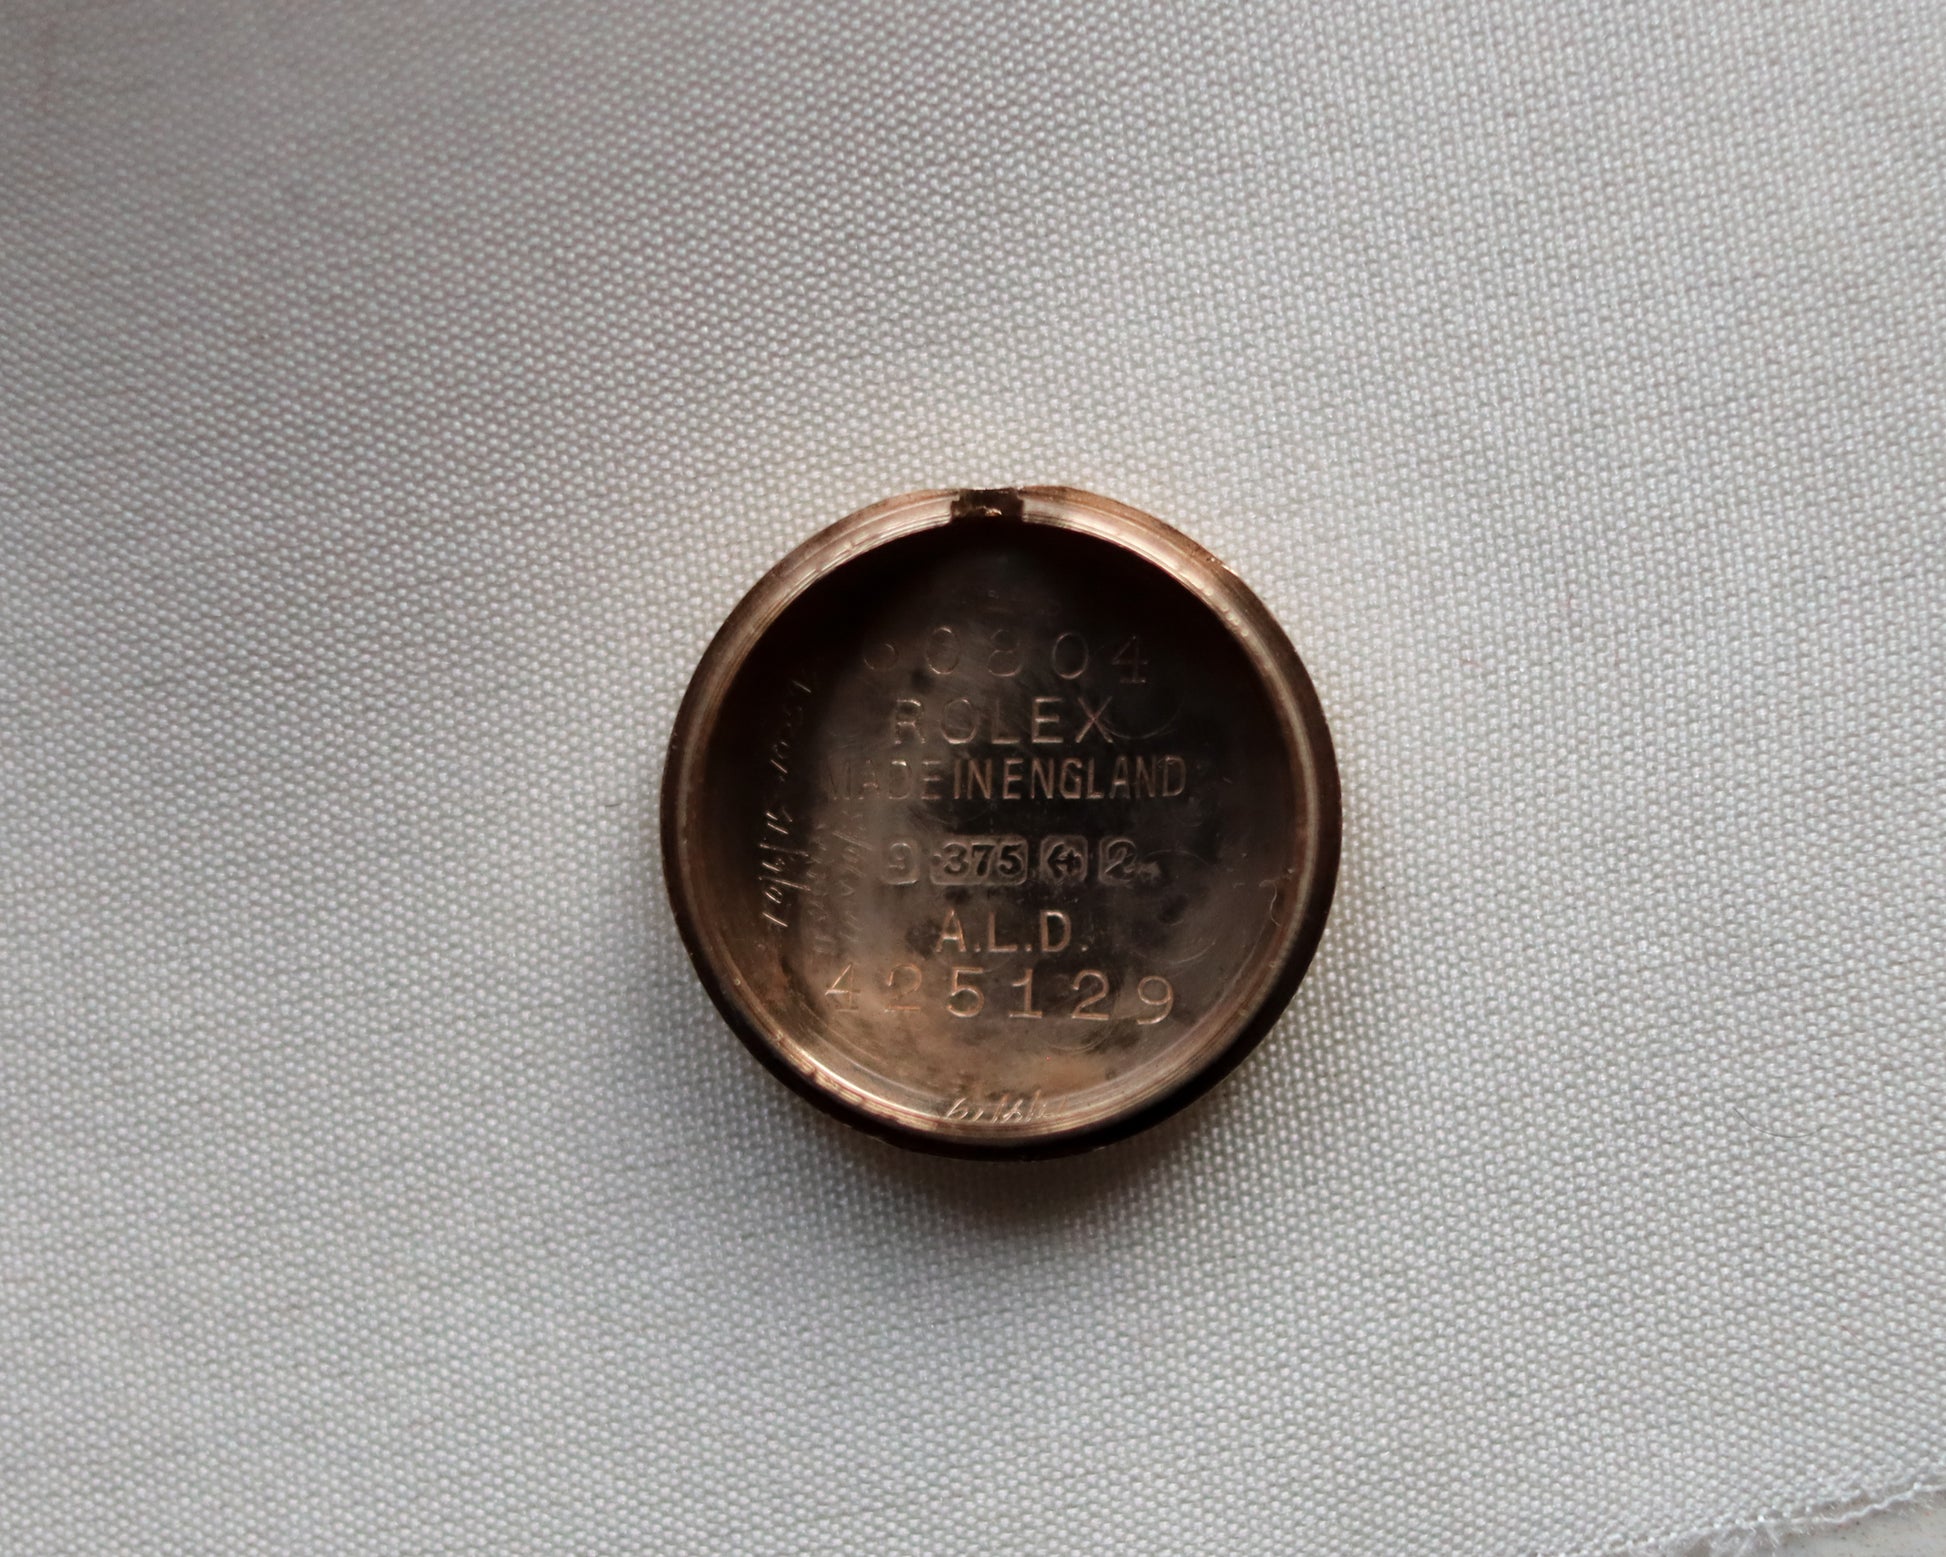 60804
ROLEX
MADE IN ENGLAND
9 .375 2
A.L.D.
425129